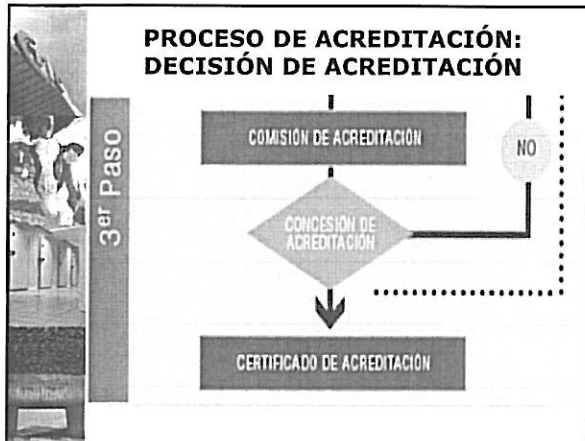 PROCESO DE ACREDITACIÓN:
DECISIÓN DE ACREDITACIÓN
3er Paso
COMISIÓN DE ACREDITACIÓN
NO
CONCESIÓN DE
ACREDITACIÓN
CERTIFICADO DE ACREDITACIÓN